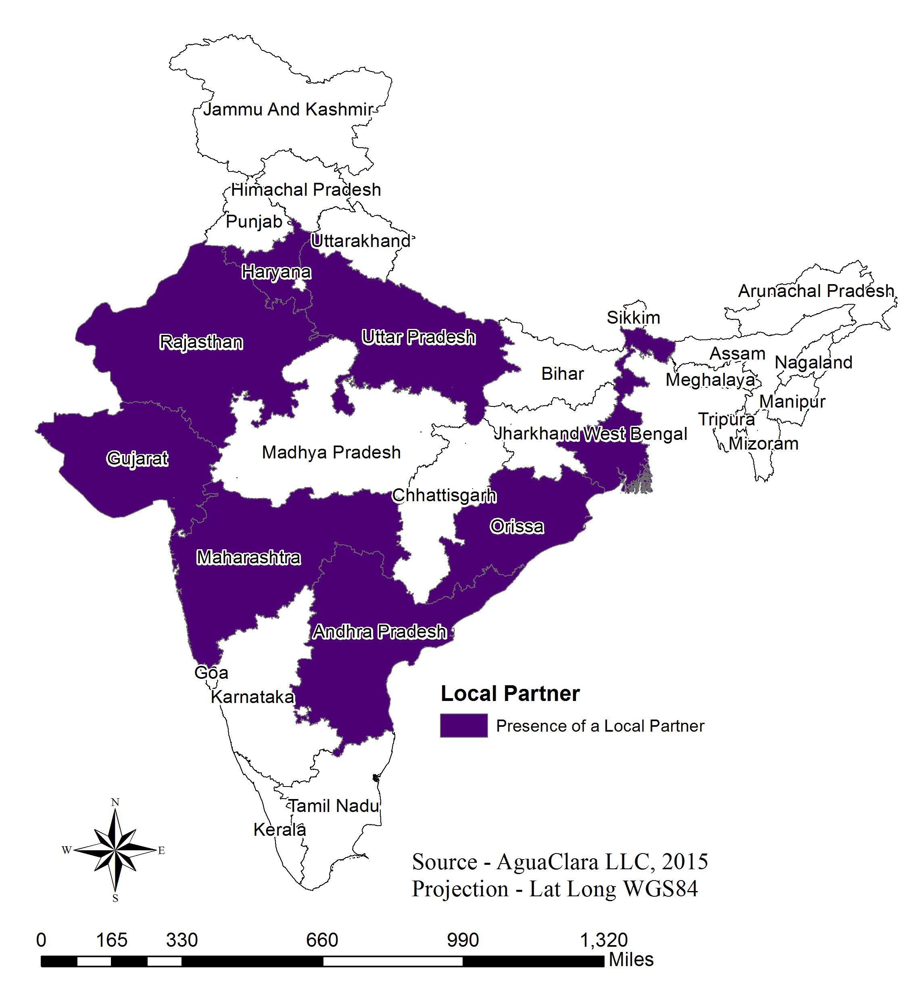 Jammu And Kashmir
Himachal Pradesh
Punjab
Uttarakhand
Haryana
Arunachal Pradesh
Sikkim
Rajasthan
Uttar Pradesh
Assam
Nagaland
Bihar
Meghalaya
Manipur
Tripura
Jharkhand
West Bengal
Mizoram
Madhya Pradesh
Gujarat
Chhattisgarh
Orissa
Maharashtra
Andhra Pradesh
Goa
Karnataka
Local Partner
Presence of a Local Partner
Tamil Nadu
Kerala
N
W
E
S
Source - AguaClara LLC, 2015
Projection - Lat Long WGS84
0 165 330 660 990 1,320
Miles